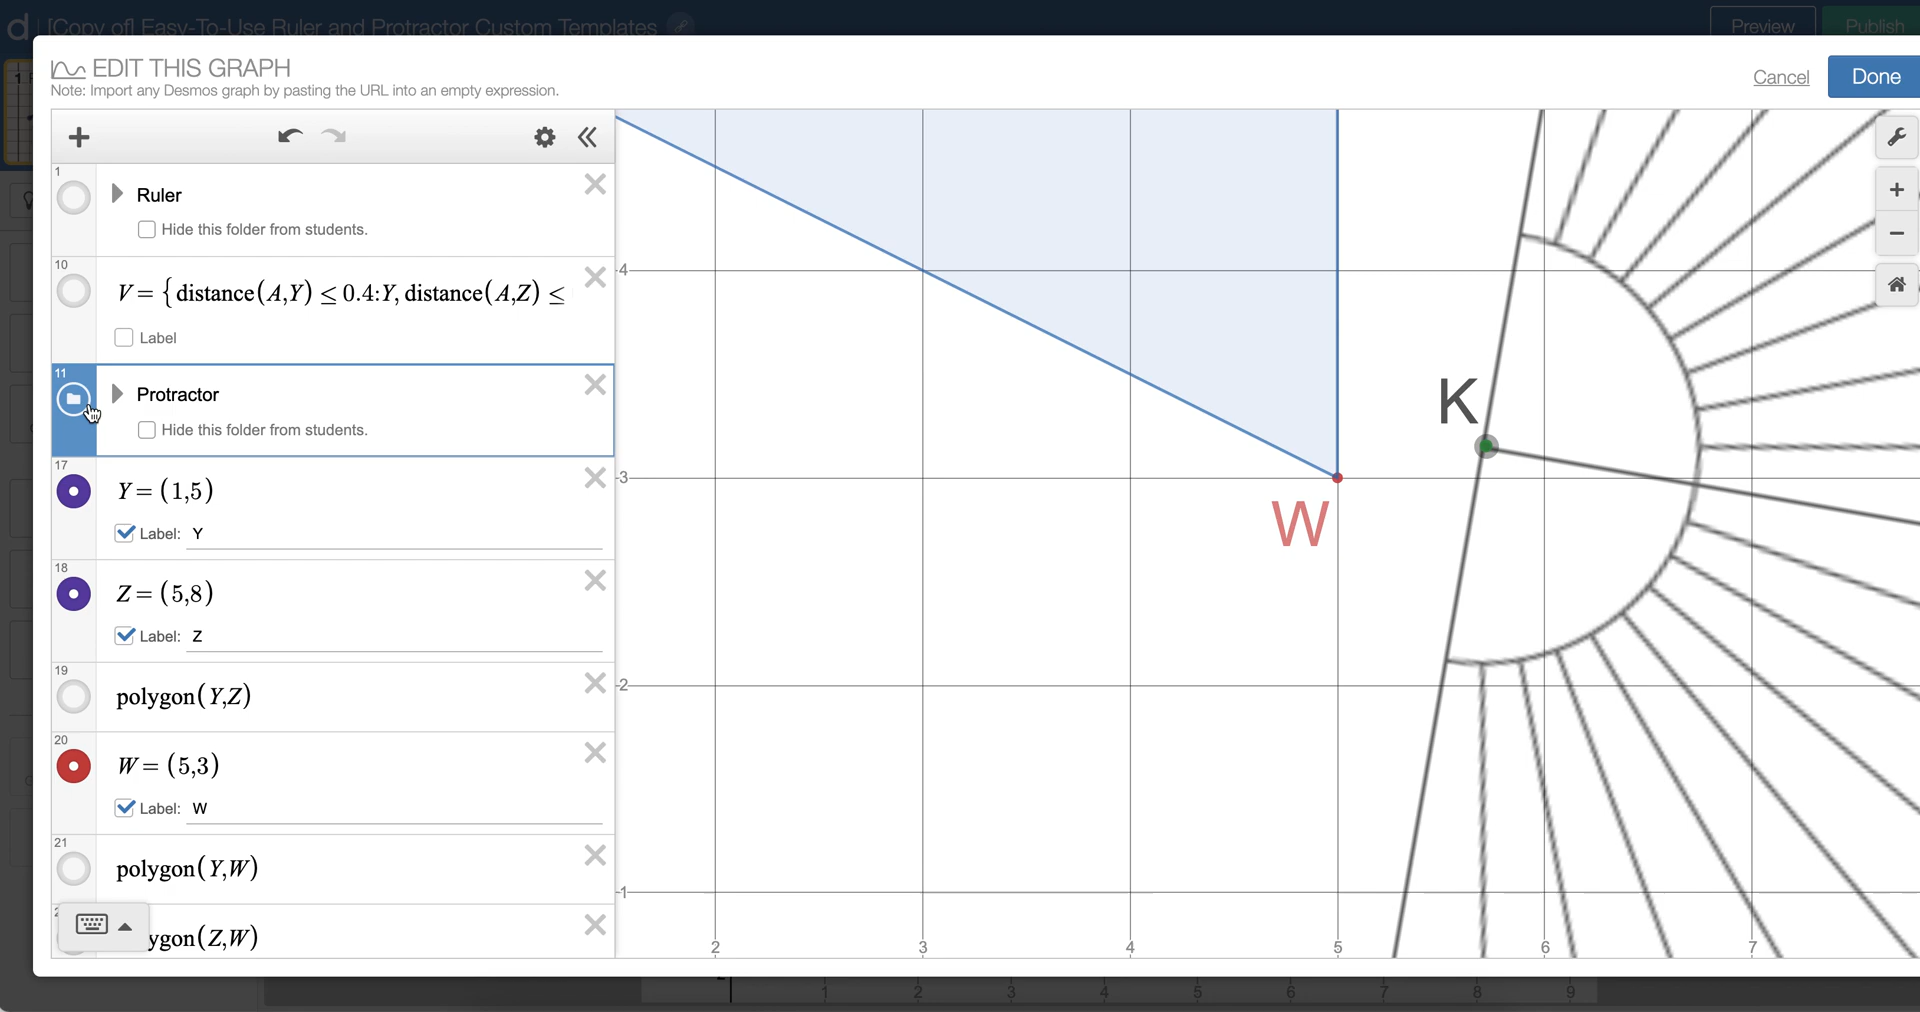 d [Copy of] Easy-To-Use Ruler and Protractor Custom Templates Preview Publish
EDIT THIS GRAPH
Note: Import any Desmos graph by pasting the URL into an empty expression.
Cancel Done
1
Ruler
Hide this folder from students.
10
V = {distance(A,Y) ≤ 0.4:Y, distance(A,Z) ≤
Label
11
Protractor
Hide this folder from students.
17
Y = (1,5)
Label: Y
18
Z = (5,8)
Label: Z
19
polygon(Y,Z)
20
W = (5,3)
Label: W
21
polygon(Y,W)
ygon(Z,W)
4
3
2
1
K
W
2 3 4 5 6 7
1 2 3 4 5 6 7 8 9